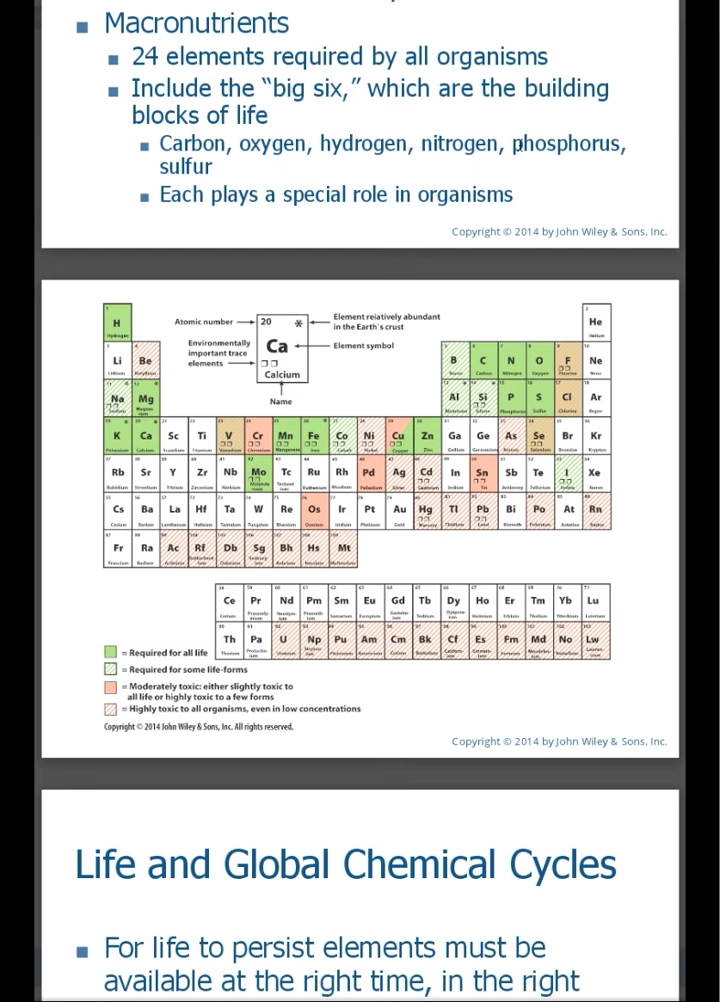 Macronutrients
24 elements required by all organisms
Include the “big six,” which are the building
blocks of life
Carbon, oxygen, hydrogen, nitrogen, phosphorus,
sulfur
Each plays a special role in organisms
Copyright © 2014 by John Wiley & Sons, Inc.
Atomic number
20 *
Element relatively abundant
in the Earth's crust
Environmentally
important trace
elements
Ca
Element symbol
Calcium
Name
H He
Hydrogen Helium
Li Be B C N O F Ne
Na Mg Al Si P S Cl Ar
K Ca Sc Ti V Cr Mn Fe Co Ni Cu Zn Ga Ge As Se Br Kr
Rb Sr Y Zr Nb Mo Tc Ru Rh Pd Ag Cd In Sn Sb Te I Xe
Cs Ba La Hf Ta W Re Os Ir Pt Au Hg Tl Pb Bi Po At Rn
Fr Ra Ac Rf Db Sg Bh Hs Mt
Ce Pr Nd Pm Sm Eu Gd Tb Dy Ho Er Tm Yb Lu
Th Pa U Np Pu Am Cm Bk Cf Es Fm Md No Lw
= Required for all life
= Required for some life-forms
= Moderately toxic: either slightly toxic to
all life or highly toxic to a few forms
= Highly toxic to all organisms, even in low concentrations
Copyright © 2014 John Wiley & Sons, Inc. All rights reserved.
Copyright © 2014 by John Wiley & Sons, Inc.
Life and Global Chemical Cycles
For life to persist elements must be
available at the right time, in the right